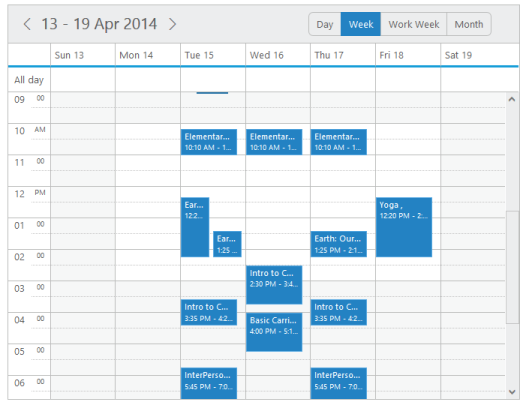 13 - 19 Apr 2014
Day Week Work Week Month
Sun 13 Mon 14 Tue 15 Wed 16 Thu 17 Fri 18 Sat 19
All day
09 00
10 AM
Elementar... Elementar... Elementar...
10:10 AM - 1... 10:10 AM - 1... 10:10 AM - 1...
11 00
12 PM
Ear... Yoga ,
12:2... 12:20 PM - 2...
01 00
Ear... Earth: Our...
1:25 ... 1:25 PM - 2:1...
02 00
Intro to C...
2:30 PM - 3:4...
03 00
Intro to C... Intro to C...
3:35 PM - 4:2... 3:35 PM - 4:2...
04 00
Basic Carri...
4:00 PM - 5:1...
05 00
InterPerso... InterPerso...
5:45 PM - 7:0... 5:45 PM - 7:0...
06 00